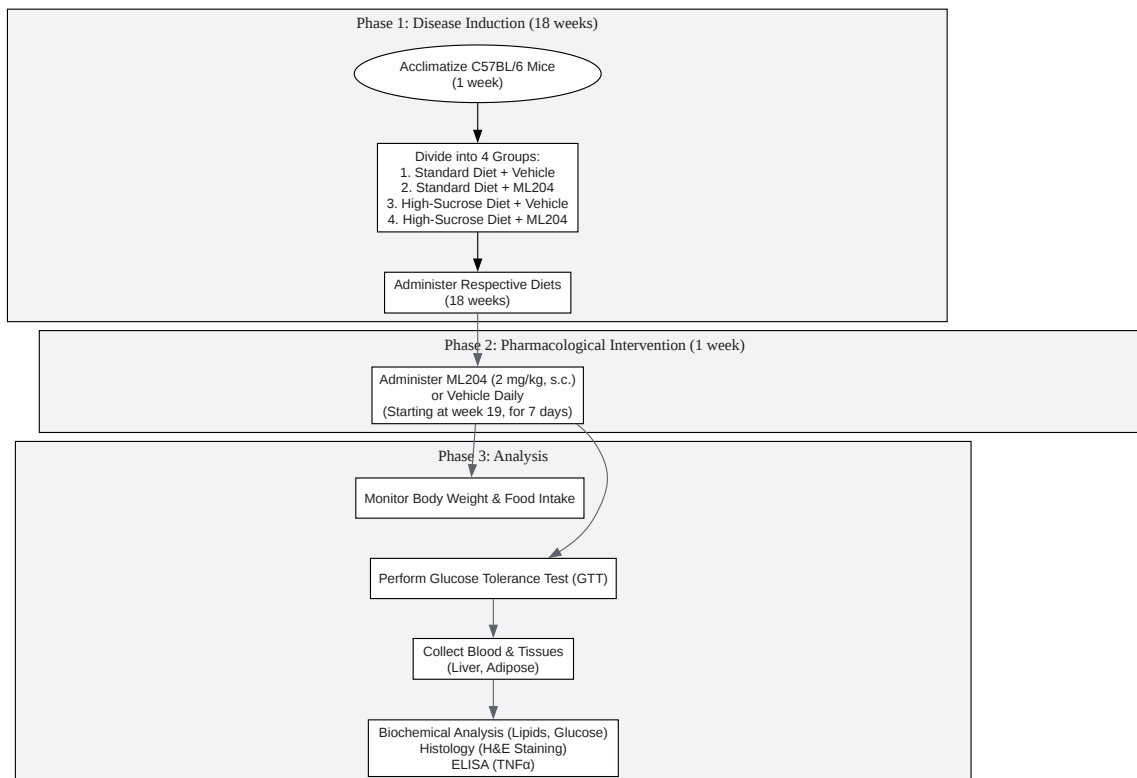 Phase 1: Disease Induction (18 weeks)
Acclimatize C57BL/6 Mice
(1 week)
Divide into 4 Groups:
1. Standard Diet + Vehicle
2. Standard Diet + ML204
3. High-Sucrose Diet + Vehicle
4. High-Sucrose Diet + ML204
Administer Respective Diets
(18 weeks)
Phase 2: Pharmacological Intervention (1 week)
Administer ML204 (2 mg/kg, s.c.)
or Vehicle Daily
(Starting at week 19, for 7 days)
Phase 3: Analysis
Monitor Body Weight & Food Intake
Perform Glucose Tolerance Test (GTT)
Collect Blood & Tissues
(Liver, Adipose)
Biochemical Analysis (Lipids, Glucose)
Histology (H&E Staining)
ELISA (TNFα)